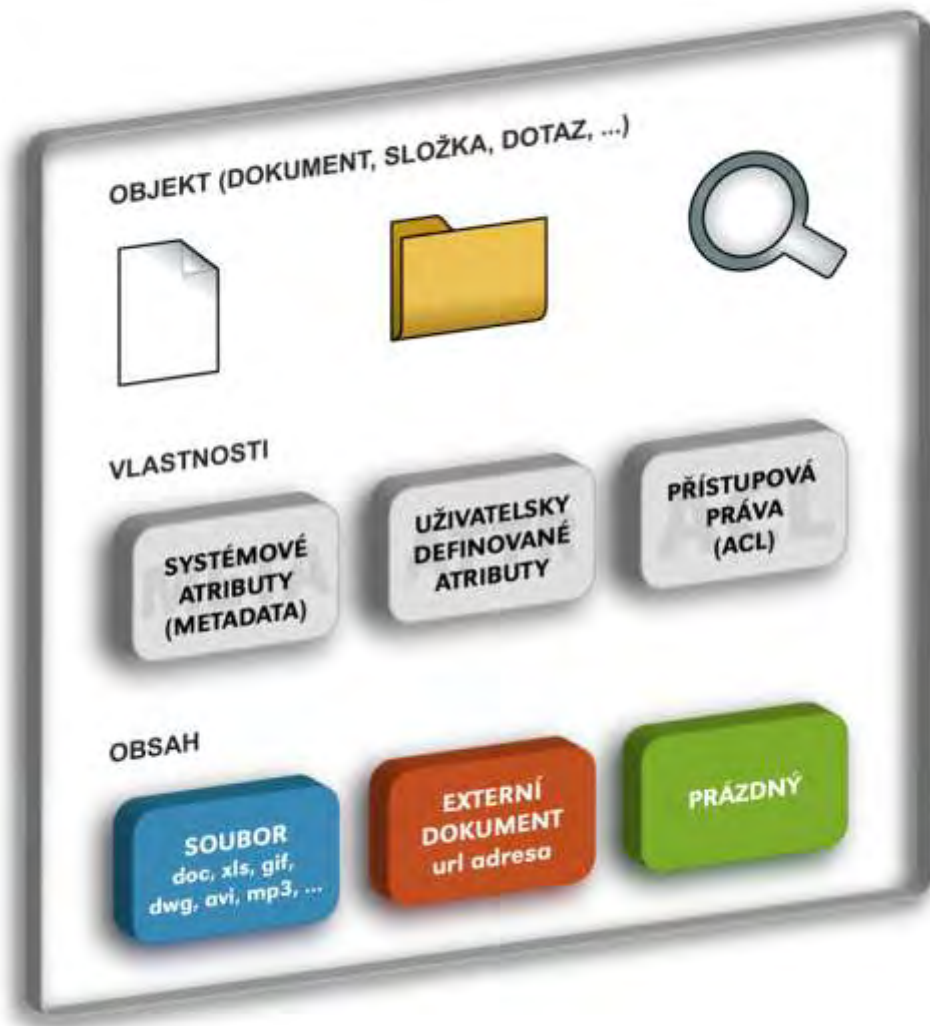 OBJEKT (DOKUMENT, SLOŽKA, DOTAZ, ...)
VLASTNOSTI
SYSTÉMOVÉ
ATRIBUTY
(METADATA)
UŽIVATELSKY
DEFINOVANÉ
ATRIBUTY
PŘÍSTUPOVÁ
PRÁVA
(ACL)
OBSAH
SOUBOR
doc, xls, gif,
dwg, avi, mp3, ...
EXTERNÍ
DOKUMENT
url adresa
PRÁZDNÝ